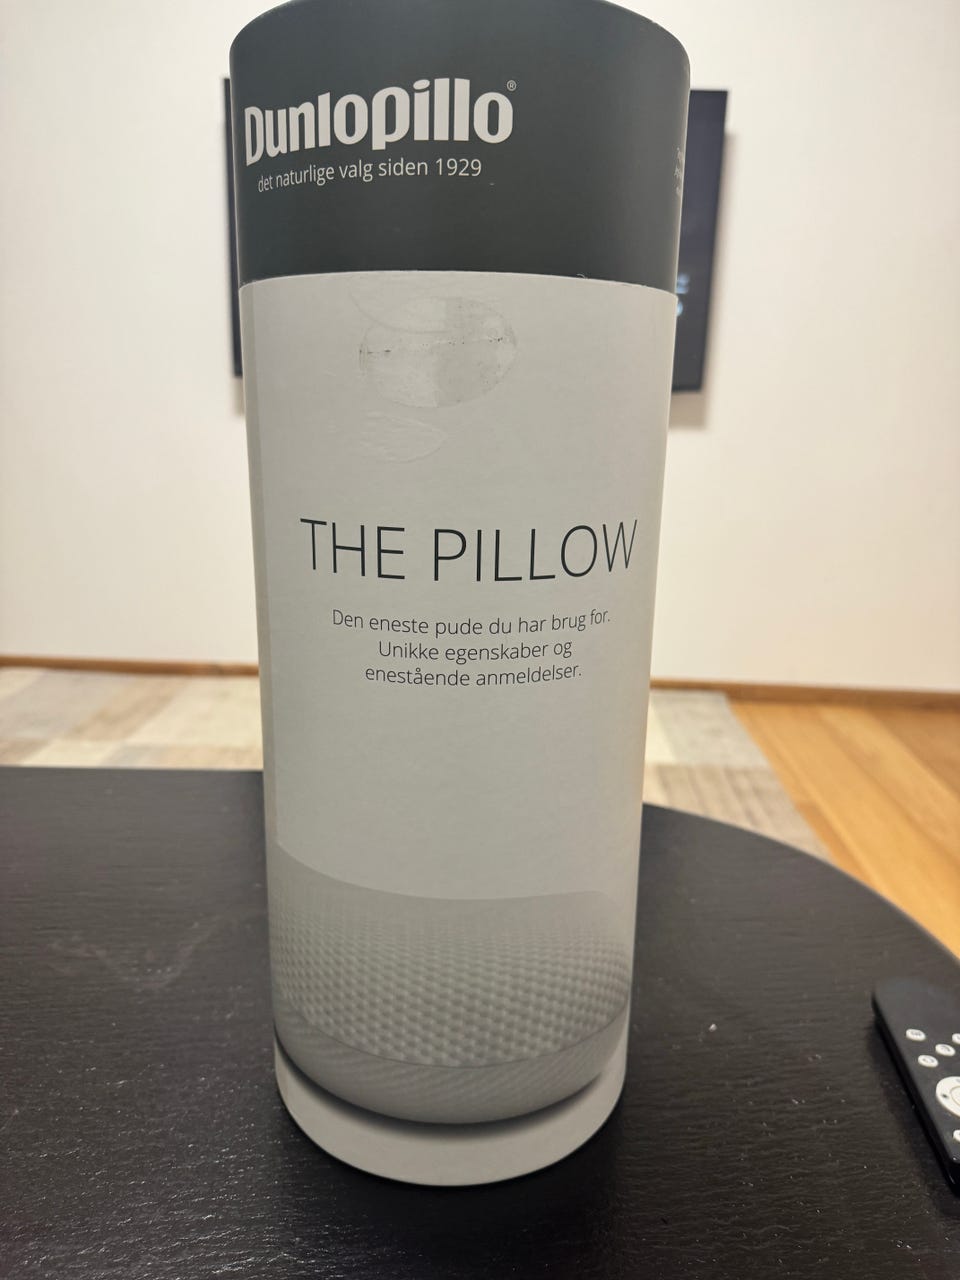 Dunlopillo®
det naturlige valg siden 1929
THE PILLOW
Den eneste pude du har brug for.
Unikke egenskaber og
enestående anmeldelser.